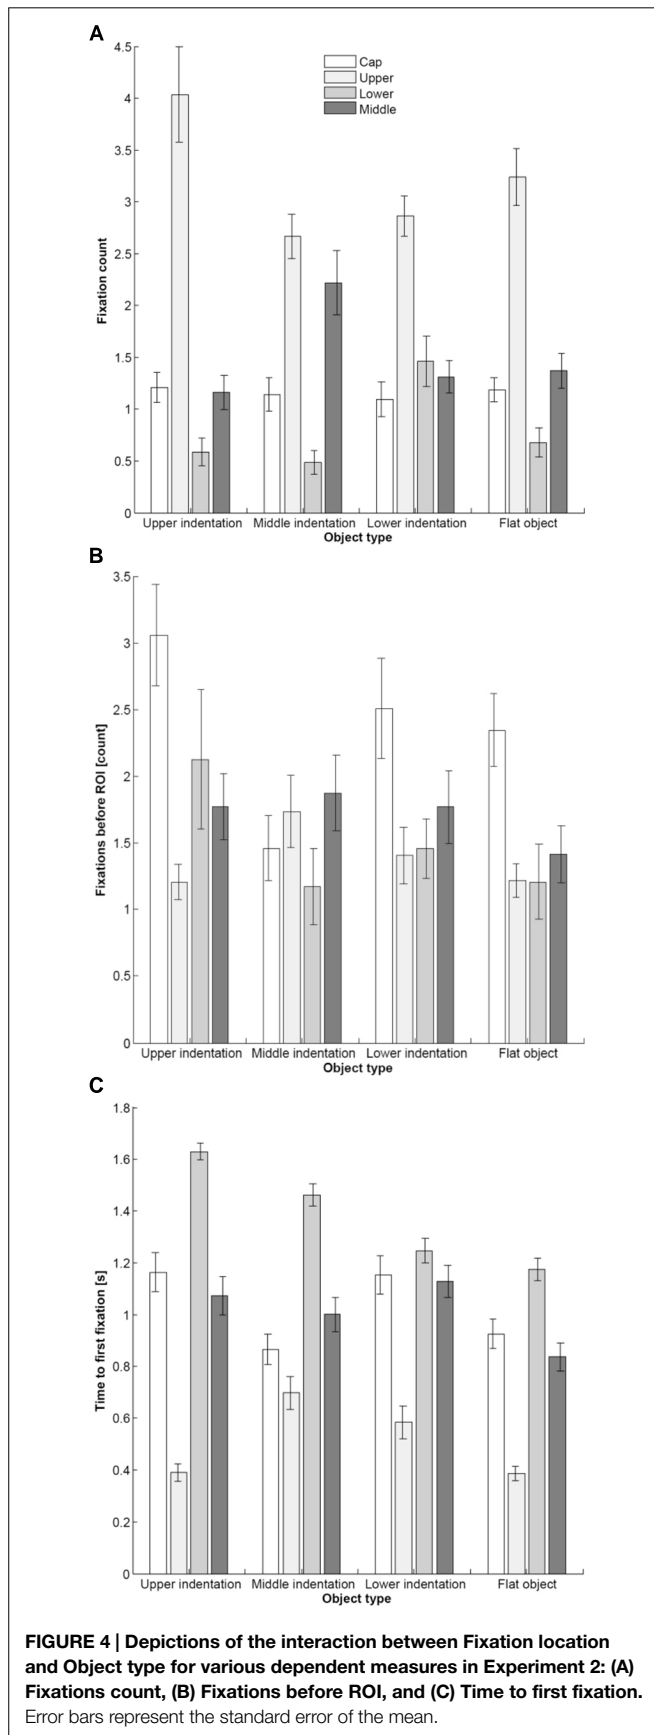 A
4.5
4
3.5
3
2.5
2
1.5
1
0.5
0
Fixation count
Cap
Upper
Lower
Middle
Upper indentation Middle indentation Lower indentation Flat object
Object type
B
3.5
3
2.5
2
1.5
1
0.5
0
Fixations before ROI [count]
Upper indentation Middle indentation Lower indentation Flat object
Object type
C
1.8
1.6
1.4
1.2
1
0.8
0.6
0.4
0.2
0
Time to first fixation [s]
Upper indentation Middle indentation Lower indentation Flat object
Object type
FIGURE 4 | Depictions of the interaction between Fixation location
and Object type for various dependent measures in Experiment 2: (A)
Fixations count, (B) Fixations before ROI, and (C) Time to first fixation.
Error bars represent the standard error of the mean.